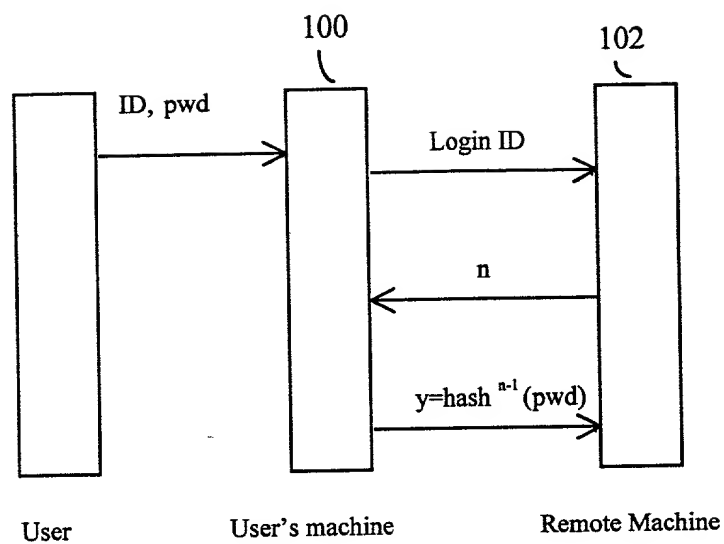 100
102
ID, pwd
Login ID
n
y=hash n-1 (pwd)
User
User's machine
Remote Machine